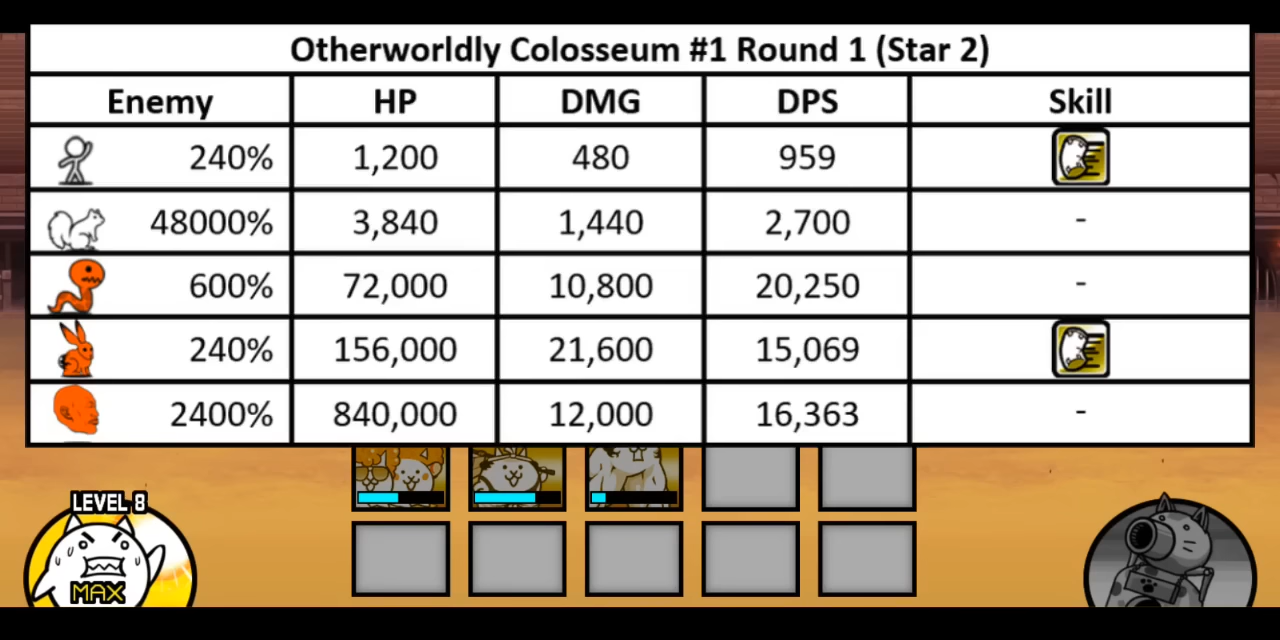 Otherworldly Colosseum #1 Round 1 (Star 2)
Enemy HP DMG DPS Skill
240% 1,200 480 959
48000% 3,840 1,440 2,700 -
600% 72,000 10,800 20,250 -
240% 156,000 21,600 15,069
2400% 840,000 12,000 16,363 -
LEVEL 8
MAX